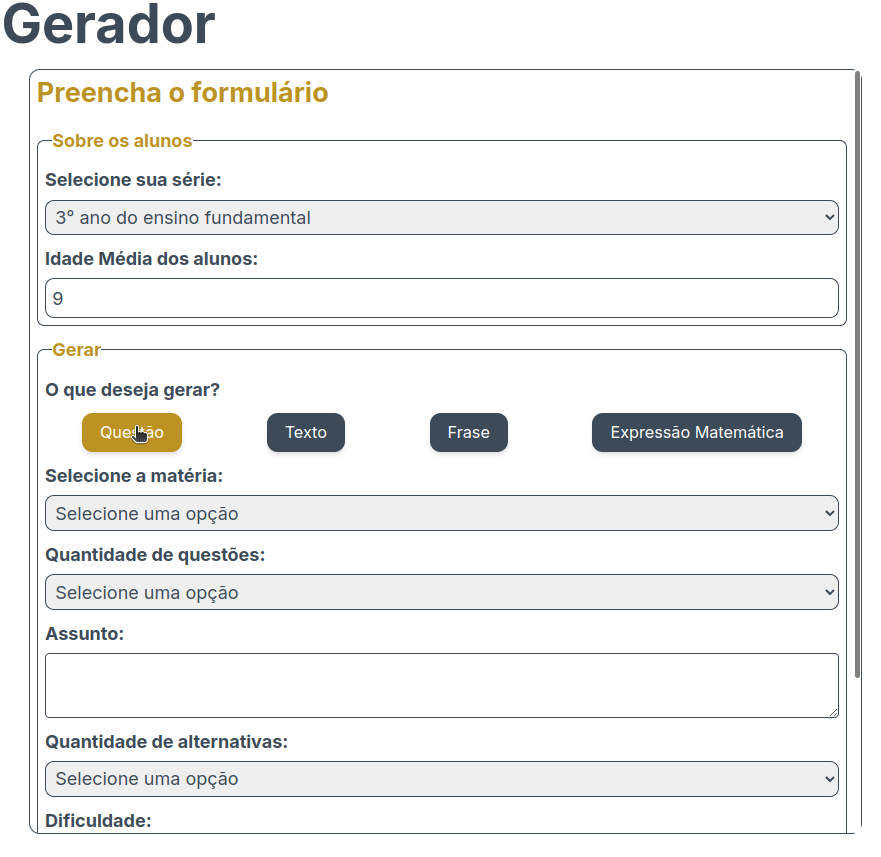 Gerador
Preencha o formulário
Sobre os alunos
Selecione sua série:
3º ano do ensino fundamental
Idade Média dos alunos:
9
Gerar
O que deseja gerar?
Questão Texto Frase Expressão Matemática
Selecione a matéria:
Selecione uma opção
Quantidade de questões:
Selecione uma opção
Assunto:
Quantidade de alternativas:
Selecione uma opção
Dificuldade: